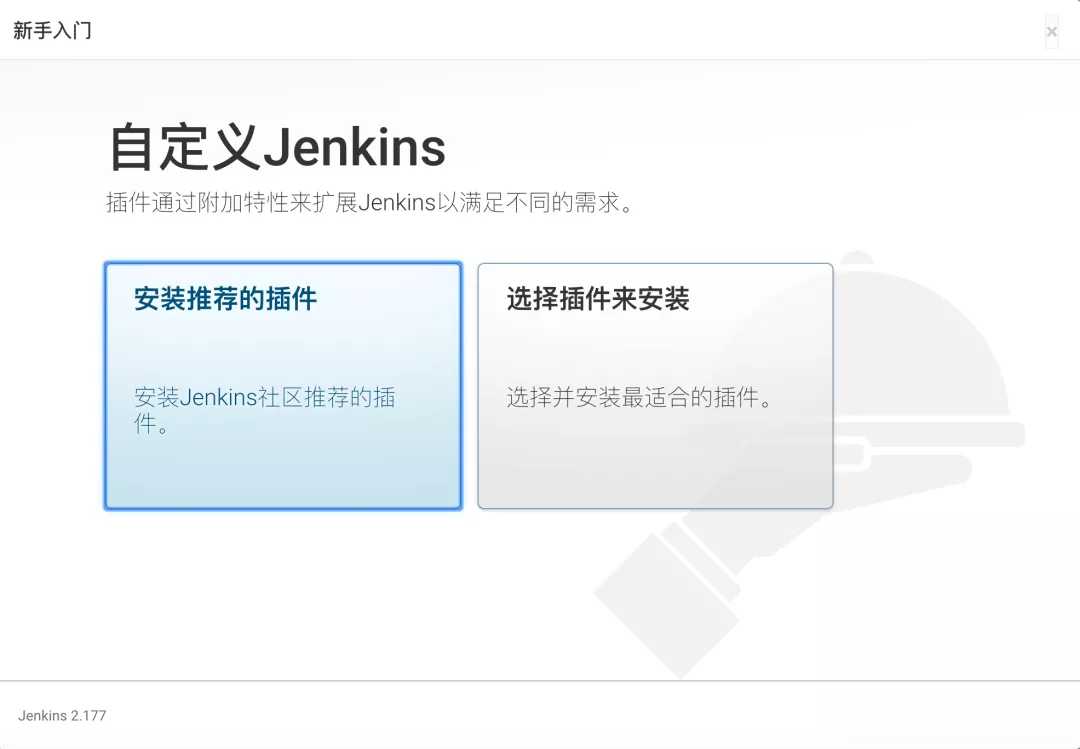 新手入门
×
自定义Jenkins
插件通过附加特性来扩展Jenkins以满足不同的需求。
安装推荐的插件
安装Jenkins社区推荐的插
件。
选择插件来安装
选择并安装最适合的插件。
Jenkins 2.177